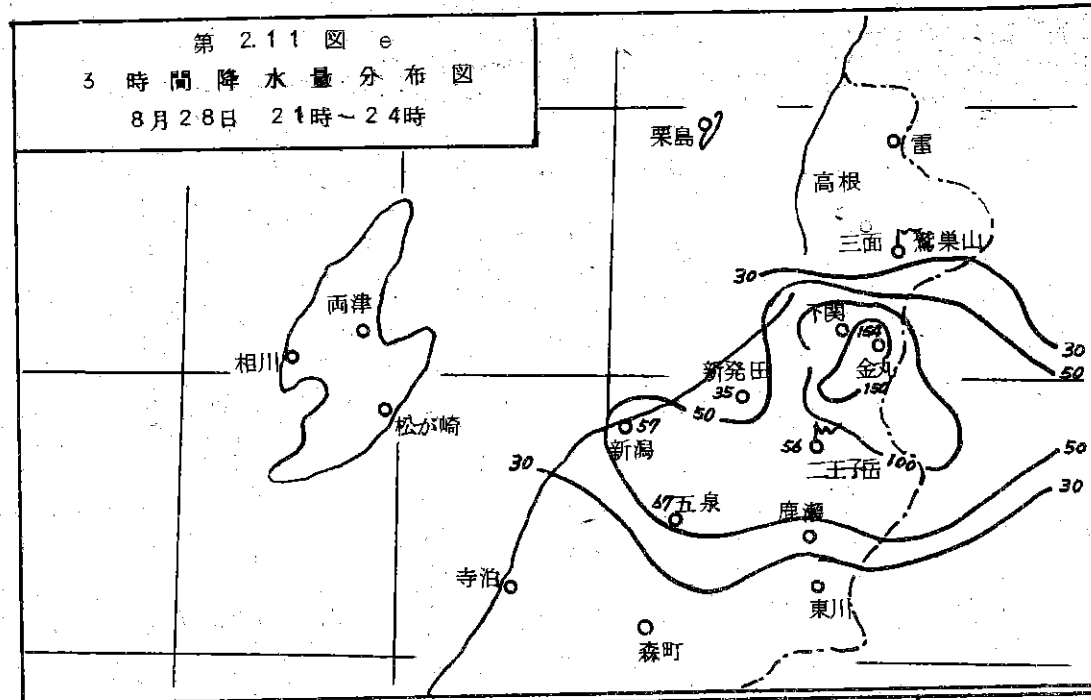 第 2.11 図 e
3 時 間 降 水 量 分 布 図
8月28日 21時~24時
栗島
雷
高根
三面
鷲巣山
30
両津
下関
154
30
相川
金丸
50
新発田
35
150
50
松が崎
57
新潟
56
二王子岳
100
50
30
30
67
五泉
鹿瀬
寺泊
東川
森町